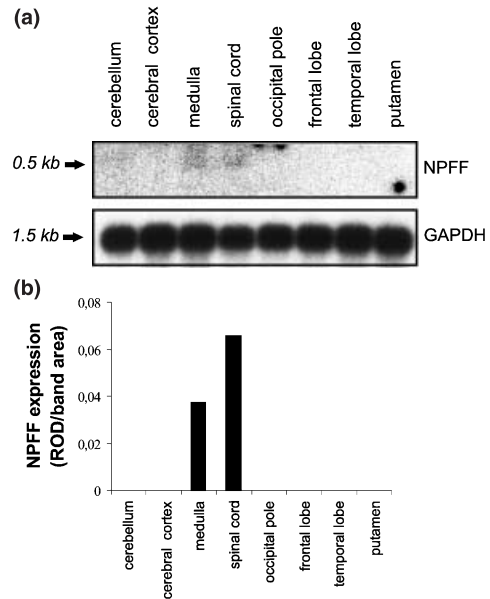 (a)
cerebellum
cerebral cortex
medulla
spinal cord
occipital pole
frontal lobe
temporal lobe
putamen
0.5 kb
NPFF
1.5 kb
GAPDH
(b)
NPFF expression
(ROD/band area)
0,08
0,06
0,04
0,02
0
cerebellum
cerebral cortex
medulla
spinal cord
occipital pole
frontal lobe
temporal lobe
putamen